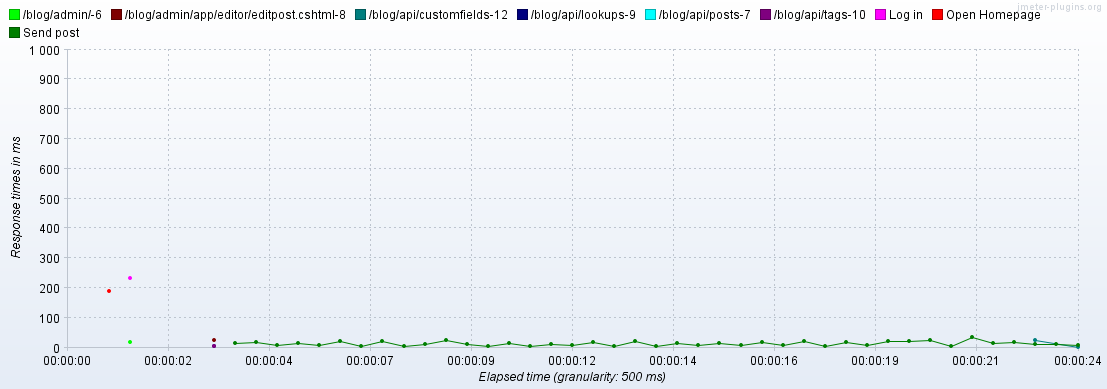 /blog/admin/-6 /blog/admin/app/editor/editpost.cshtml-8 /blog/api/customfields-12 /blog/api/lookups-9 /blog/api/posts-7 /blog/api/tags-10 Log in Open Homepage
jmeter-plugins.org
Send post
1 000
900
800
700
600
500
400
300
200
100
0
Response times in ms
00:00:00 00:00:02 00:00:04 00:00:07 00:00:09 00:00:12 00:00:14 00:00:16 00:00:19 00:00:21 00:00:24
Elapsed time (granularity: 500 ms)